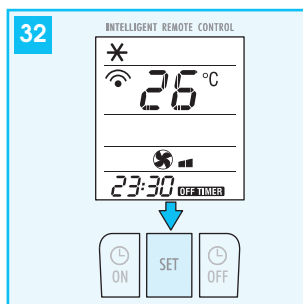 32
INTELLIGENT REMOTE CONTROL
26 °C
23:30 OFF TIMER
ON SET OFF